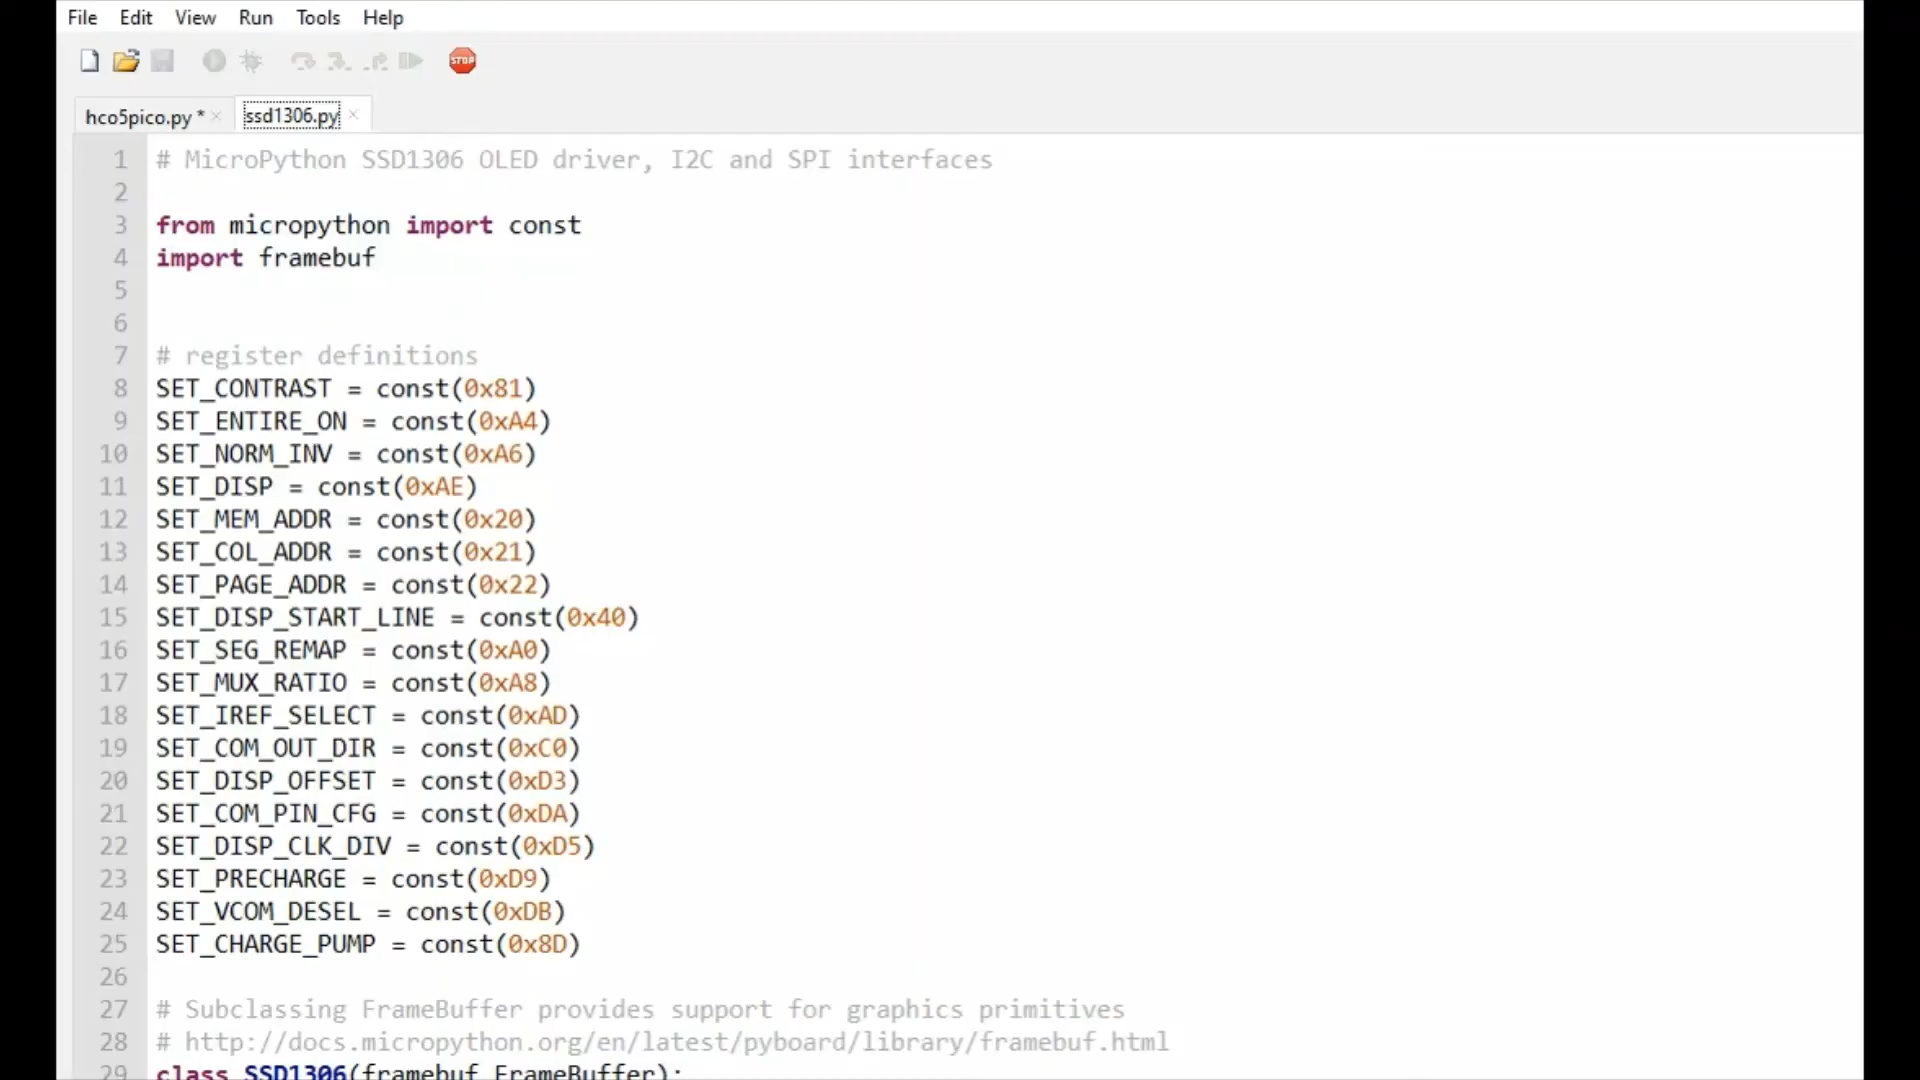 File Edit View Run Tools Help
STOP
hco5pico.py * ssd1306.py
1 # MicroPython SSD1306 OLED driver, I2C and SPI interfaces
2
3 from micropython import const
4 import framebuf
5
6
7 # register definitions
8 SET_CONTRAST = const(0x81)
9 SET_ENTIRE_ON = const(0xA4)
10 SET_NORM_INV = const(0xA6)
11 SET_DISP = const(0xAE)
12 SET_MEM_ADDR = const(0x20)
13 SET_COL_ADDR = const(0x21)
14 SET_PAGE_ADDR = const(0x22)
15 SET_DISP_START_LINE = const(0x40)
16 SET_SEG_REMAP = const(0xA0)
17 SET_MUX_RATIO = const(0xA8)
18 SET_IREF_SELECT = const(0xAD)
19 SET_COM_OUT_DIR = const(0xC0)
20 SET_DISP_OFFSET = const(0xD3)
21 SET_COM_PIN_CFG = const(0xDA)
22 SET_DISP_CLK_DIV = const(0xD5)
23 SET_PRECHARGE = const(0xD9)
24 SET_VCOM_DESEL = const(0xDB)
25 SET_CHARGE_PUMP = const(0x8D)
26
27 # Subclassing FrameBuffer provides support for graphics primitives
28 # http://docs.micropython.org/en/latest/pyboard/library/framebuf.html
29 class SSD1306(framebuf.FrameBuffer):